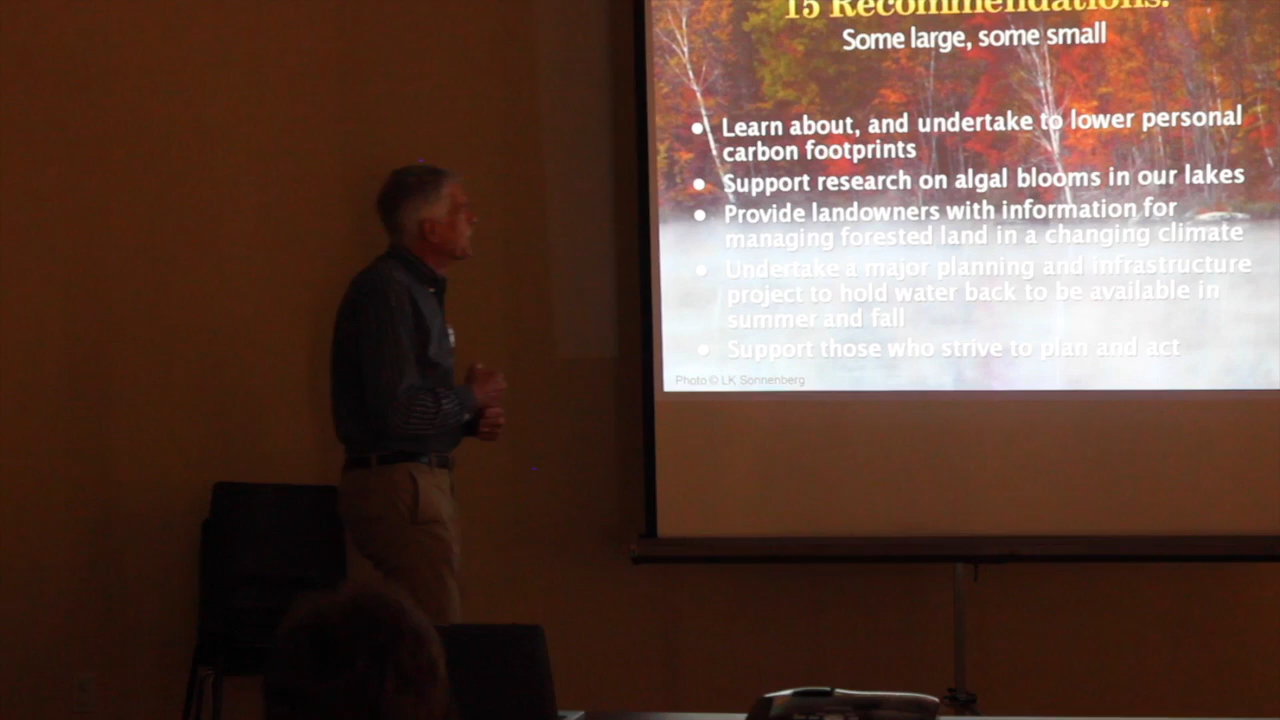 15 Recommendations:
Some large, some small
• Learn about, and undertake to lower personal
carbon footprints
• Support research on algal blooms in our lakes
• Provide landowners with information for
managing forested land in a changing climate
• Undertake a major planning and infrastructure
project to hold water back to be available in
summer and fall
• Support those who strive to plan and act
Photo © LK Sonnenberg